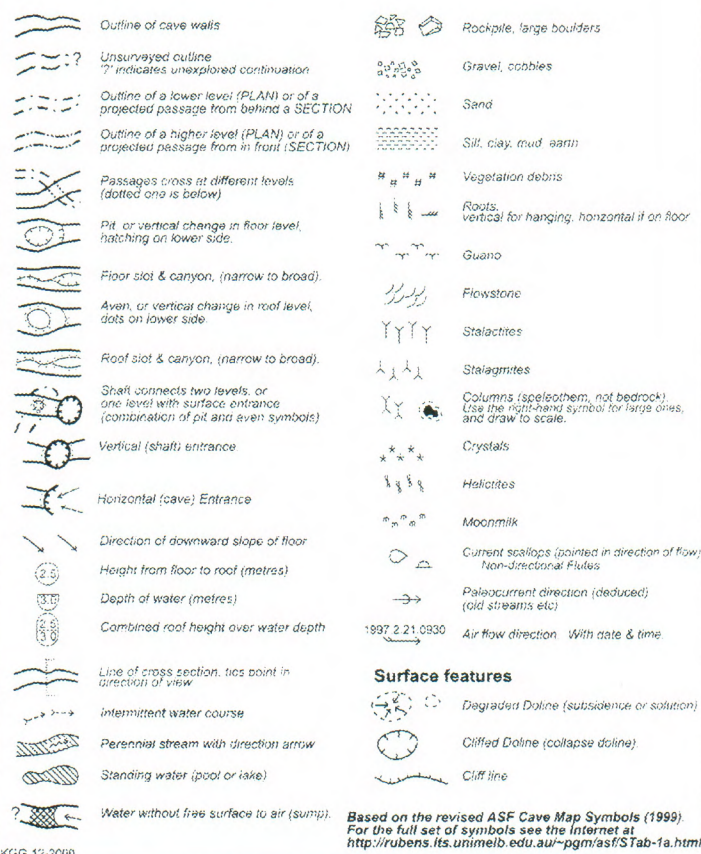 Outline of cave walls
?
Unsurveyed outline
'?' indicates unexplored continuation
Outline of a lower level (PLAN) or of a
projected passage from behind a SECTION
Outline of a higher level (PLAN) or of a
projected passage from in front (SECTION)
Passages cross at different levels
(dotted one is below)
Pit, or vertical change in floor level,
hatching on lower side.
Floor slot & canyon, (narrow to broad).
Aven, or vertical change in roof level,
dots on lower side.
Roof slot & canyon, (narrow to broad).
Shaft connects two levels, or
one level with surface entrance
(combination of pit and aven symbols)
Vertical (shaft) entrance
Horizontal (cave) Entrance
Direction of downward slope of floor
2.5
Height from floor to roof (metres)
3.0
Depth of water (metres)
2.5
3.0
Combined roof height over water depth
Line of cross section, tics point in
direction of view
Intermittent water course
Perennial stream with direction arrow
Standing water (pool or lake)
?
Water without free surface to air (sump).
KGG 12-2009
Rockpile, large boulders
Gravel, cobbles
Sand
Silt, clay, mud, earth
Vegetation debris
Roots,
vertical for hanging, horizontal if on floor
Guano
Flowstone
Stalactites
Stalagmites
Columns (speleothem, not bedrock).
Use the right-hand symbol for large ones,
and draw to scale.
Crystals
Helictites
Moonmilk
Current scallops (pointed in direction of flow)
Non-directional Flutes
Paleocurrent direction (deduced)
(old streams etc)
1997.2.21.0930
Air flow direction With date & time.
Surface features
Degraded Doline (subsidence or solution)
Cliffed Doline (collapse doline)
Cliff line
Based on the revised ASF Cave Map Symbols (1999).
For the full set of symbols see the Internet at
http://rubens.its.unimelb.edu.au/~pgm/asf/STab-1a.html